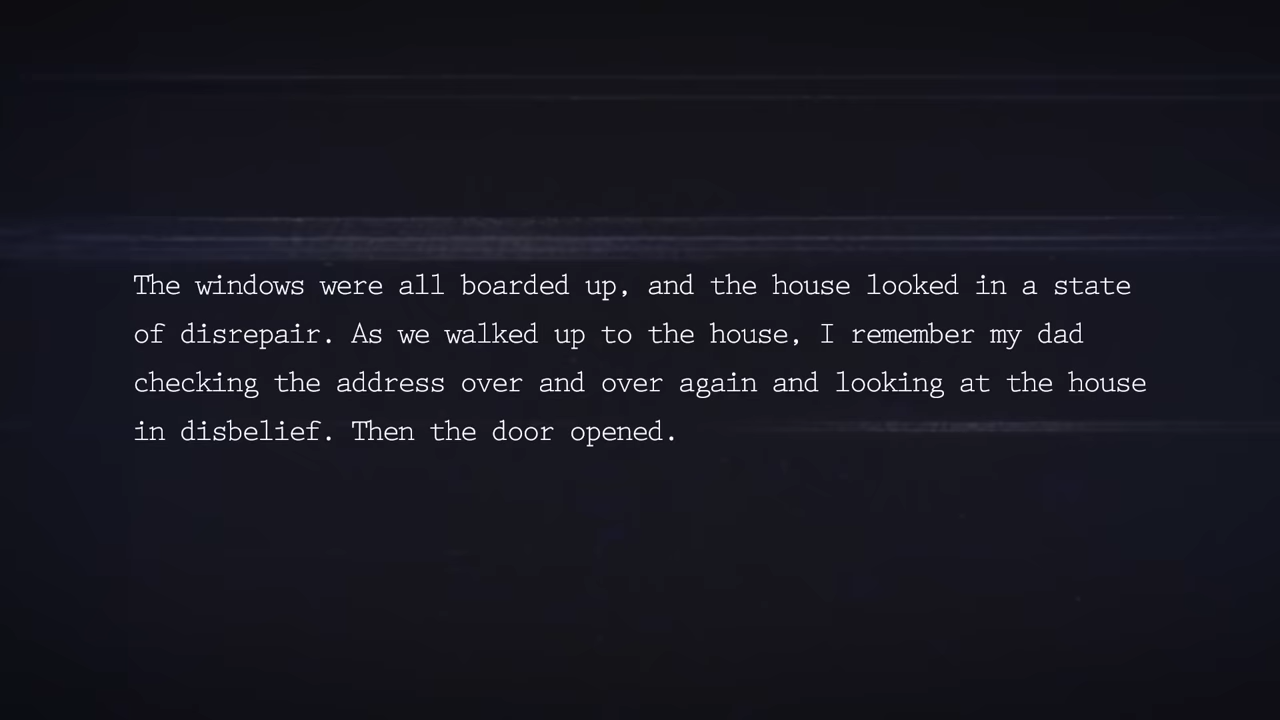 The windows were all boarded up, and the house looked in a state
of disrepair. As we walked up to the house, I remember my dad
checking the address over and over again and looking at the house
in disbelief. Then the door opened.